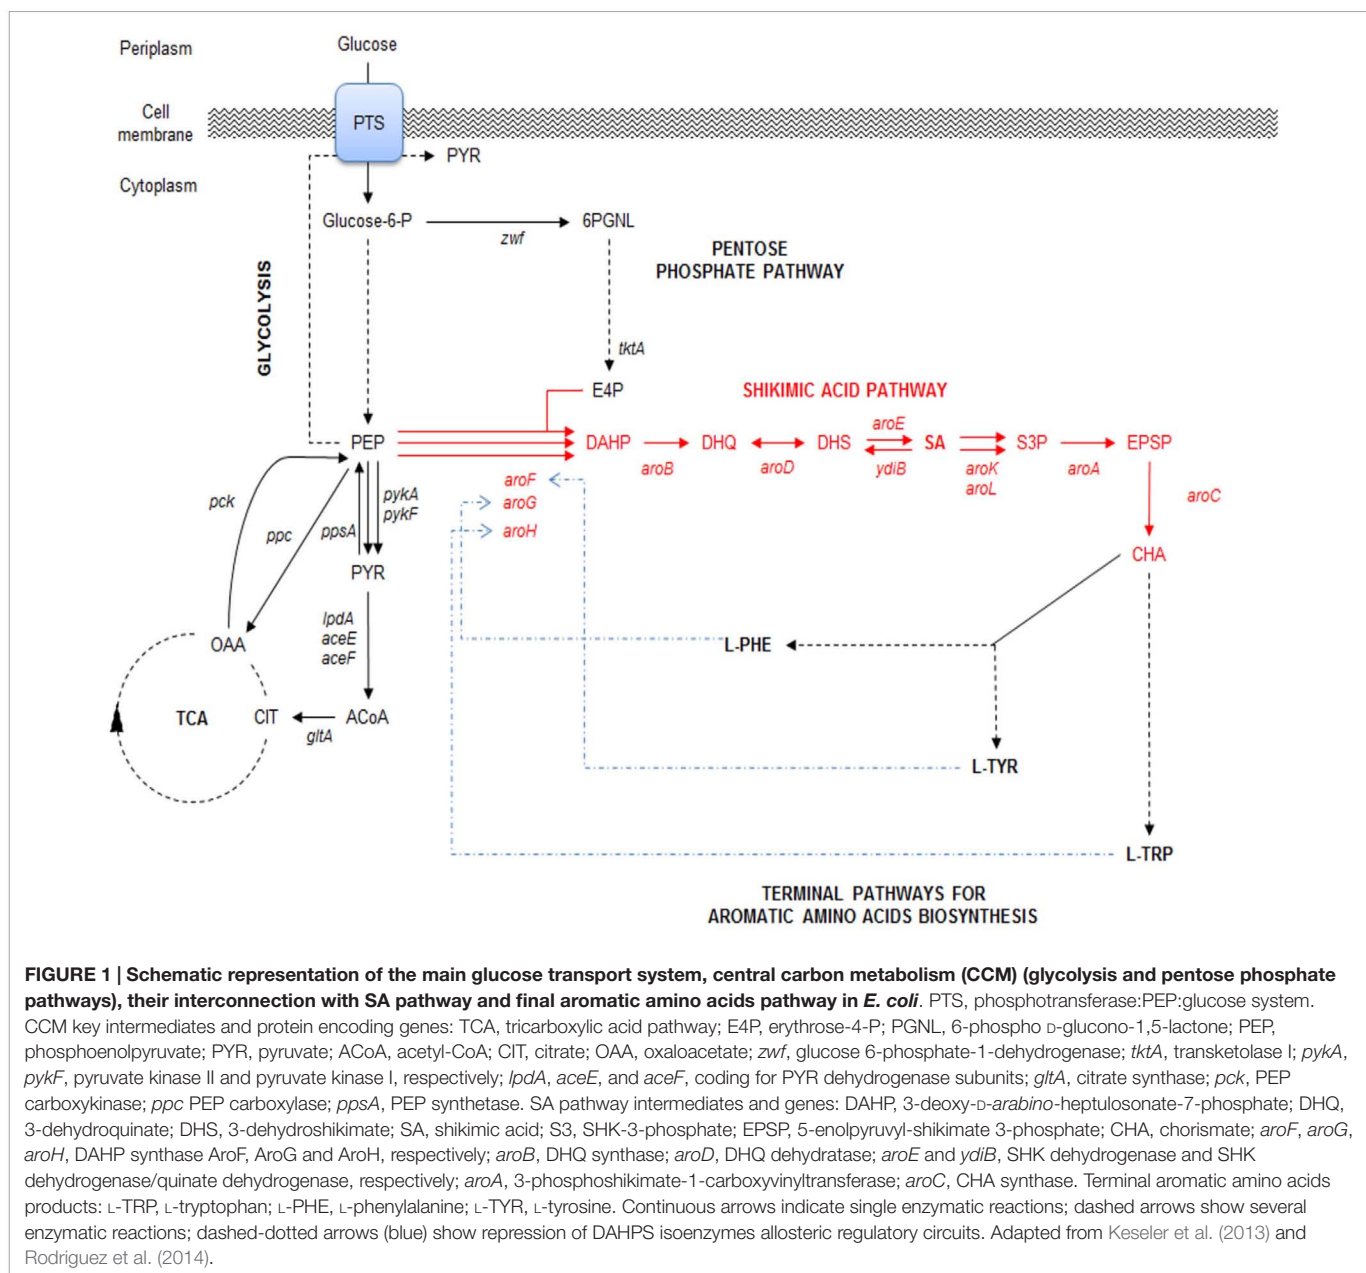 Periplasm
Glucose
Cell
membrane
PTS
PYR
Cytoplasm
Glucose-6-P
zwf
6PGNL
PENTOSE
PHOSPHATE PATHWAY
GLYCOLYSIS
tktA
E4P
SHIKIMIC ACID PATHWAY
PEP
DAHP
aroB
DHQ
aroD
DHS
aroE
ydiB
SA
aroK
aroL
S3P
aroA
EPSP
aroF
aroG
aroH
aroC
pck
ppc
ppsA
pykA
pykF
PYR
CHA
lpdA
aceE
aceF
OAA
L-PHE
TCA
CIT
gltA
ACoA
L-TYR
L-TRP
TERMINAL PATHWAYS FOR
AROMATIC AMINO ACIDS BIOSYNTHESIS
FIGURE 1 | Schematic representation of the main glucose transport system, central carbon metabolism (CCM) (glycolysis and pentose phosphate
pathways), their interconnection with SA pathway and final aromatic amino acids pathway in E. coli. PTS, phosphotransferase:PEP:glucose system.
CCM key intermediates and protein encoding genes: TCA, tricarboxylic acid pathway; E4P, erythrose-4-P; PGNL, 6-phospho D-glucono-1,5-lactone; PEP,
phosphoenolpyruvate; PYR, pyruvate; ACoA, acetyl-CoA; CIT, citrate; OAA, oxaloacetate; zwf, glucose 6-phosphate-1-dehydrogenase; tktA, transketolase I; pykA,
pykF, pyruvate kinase II and pyruvate kinase I, respectively; lpdA, aceE, and aceF, coding for PYR dehydrogenase subunits; gltA, citrate synthase; pck, PEP
carboxykinase; ppc PEP carboxylase; ppsA, PEP synthetase. SA pathway intermediates and genes: DAHP, 3-deoxy-D-arabino-heptulosonate-7-phosphate; DHQ,
3-dehydroquinate; DHS, 3-dehydroshikimate; SA, shikimic acid; S3, SHK-3-phosphate; EPSP, 5-enolpyruvyl-shikimate 3-phosphate; CHA, chorismate; aroF, aroG,
aroH, DAHP synthase AroF, AroG and AroH, respectively; aroB, DHQ synthase; aroD, DHQ dehydratase; aroE and ydiB, SHK dehydrogenase and SHK
dehydrogenase/quinate dehydrogenase, respectively; aroA, 3-phosphoshikimate-1-carboxyvinyltransferase; aroC, CHA synthase. Terminal aromatic amino acids
products: L-TRP, L-tryptophan; L-PHE, L-phenylalanine; L-TYR, L-tyrosine. Continuous arrows indicate single enzymatic reactions; dashed arrows show several
enzymatic reactions; dashed-dotted arrows (blue) show repression of DAHPS isoenzymes allosteric regulatory circuits. Adapted from Keseler et al. (2013) and
Rodriguez et al. (2014).